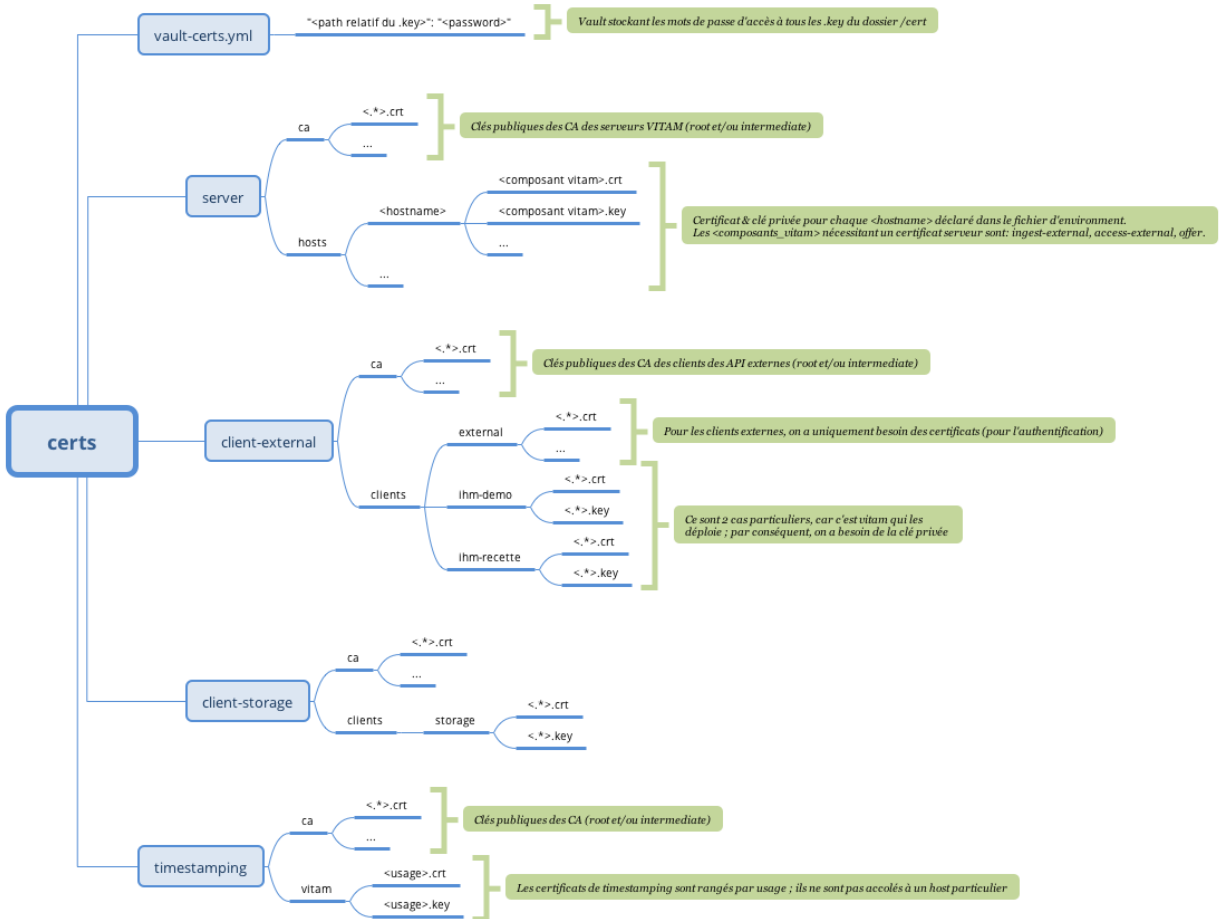 vault-certs.yml
"<path relatif du .key>": "<password>"
Vault stockant les mots de passe d'accès à tous les .key du dossier /cert
server
ca
<.*>.crt
...
Clés publiques des CA des serveurs VITAM (root et/ou intermediate)
hosts
<hostname>
<composant vitam>.crt
<composant vitam>.key
...
...
Certificat & clé privée pour chaque <hostname> déclaré dans le fichier d'environment.
Les <composants_vitam> nécessitant un certificat serveur sont: ingest-external, access-external, offer.
certs
client-external
ca
<.*>.crt
...
Clés publiques des CA des clients des API externes (root et/ou intermediate)
clients
external
<.*>.crt
...
Pour les clients externes, on a uniquement besoin des certificats (pour l'authentification)
ihm-demo
<.*>.crt
<.*>.key
ihm-recette
<.*>.crt
<.*>.key
Ce sont 2 cas particuliers, car c'est vitam qui les
déploie ; par conséquent, on a besoin de la clé privée
client-storage
ca
<.*>.crt
...
clients
storage
<.*>.crt
<.*>.key
timestamping
ca
<.*>.crt
...
Clés publiques des CA (root et/ou intermediate)
vitam
<usage>.crt
<usage>.key
Les certificats de timestamping sont rangés par usage ; ils ne sont pas accolés à un host particulier